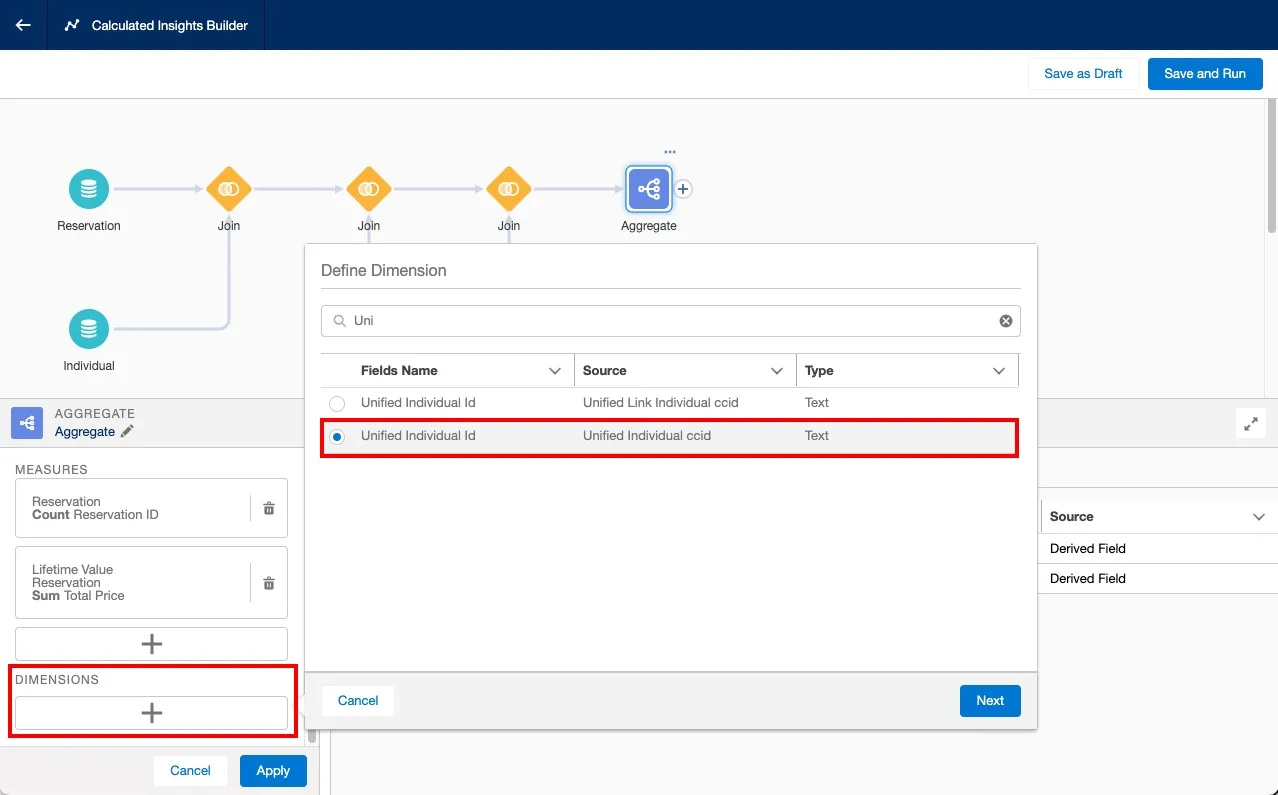 Calculated Insights Builder
Save as Draft
Save and Run
Reservation
Join
Join
Join
Aggregate
Individual
Define Dimension
Uni
Fields Name
Source
Type
Unified Individual Id
Unified Link Individual ccid
Text
Unified Individual Id
Unified Individual ccid
Text
Cancel
Next
AGGREGATE
Aggregate
MEASURES
Reservation
Count Reservation ID
Lifetime Value
Reservation
Sum Total Price
DIMENSIONS
Cancel
Apply
Source
Derived Field
Derived Field